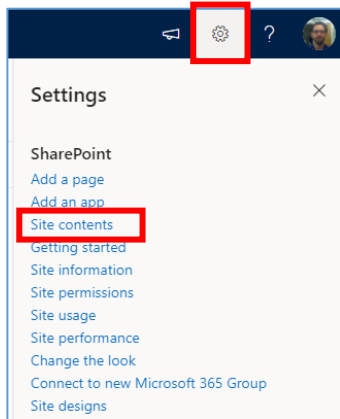 ?
Settings
SharePoint
Add a page
Add an app
Site contents
Getting started
Site information
Site permissions
Site usage
Site performance
Change the look
Connect to new Microsoft 365 Group
Site designs